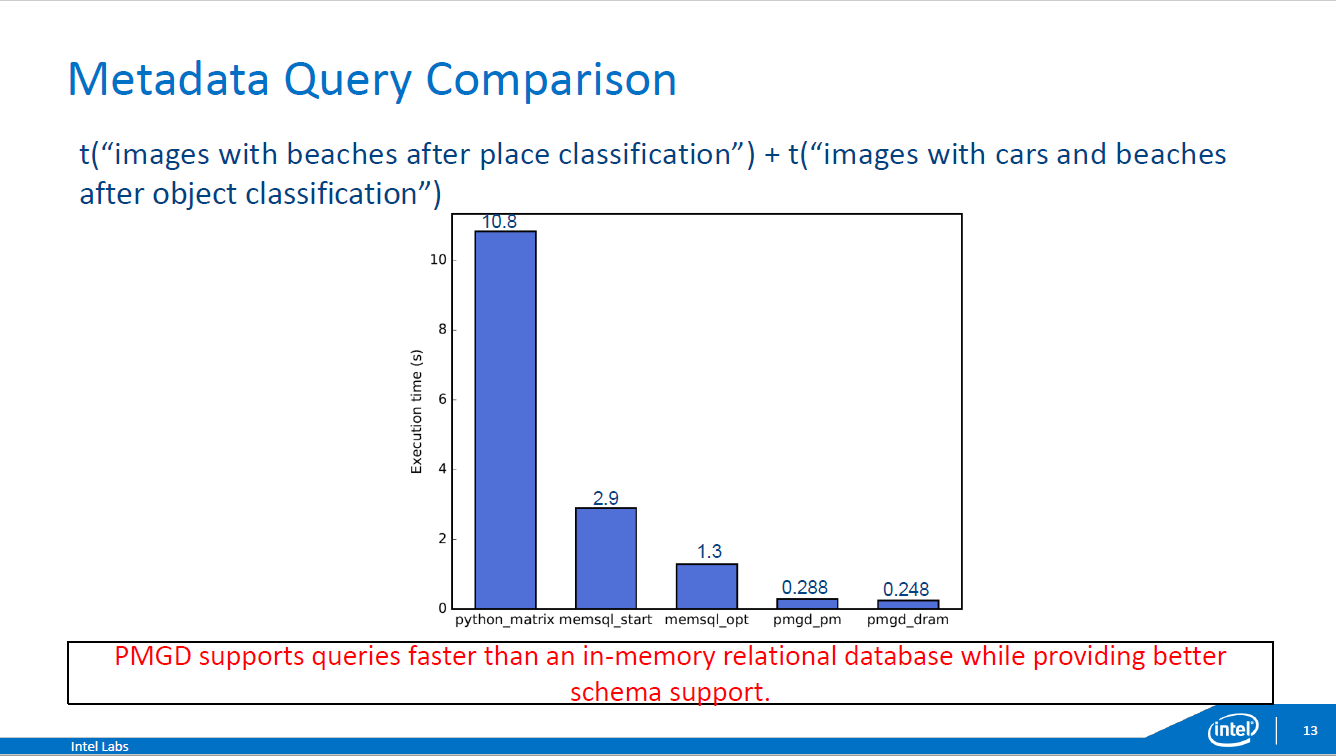 Metadata Query Comparison
t(“images with beaches after place classification”) + t(“images with cars and beaches
after object classification”)
10.8
10
8
6
4
2
0
Execution time (s)
2.9
1.3
0.288
0.248
python_matrix memsql_start memsql_opt pmgd_pm pmgd_dram
PMGD supports queries faster than an in-memory relational database while providing better
schema support.
Intel Labs
intel
13